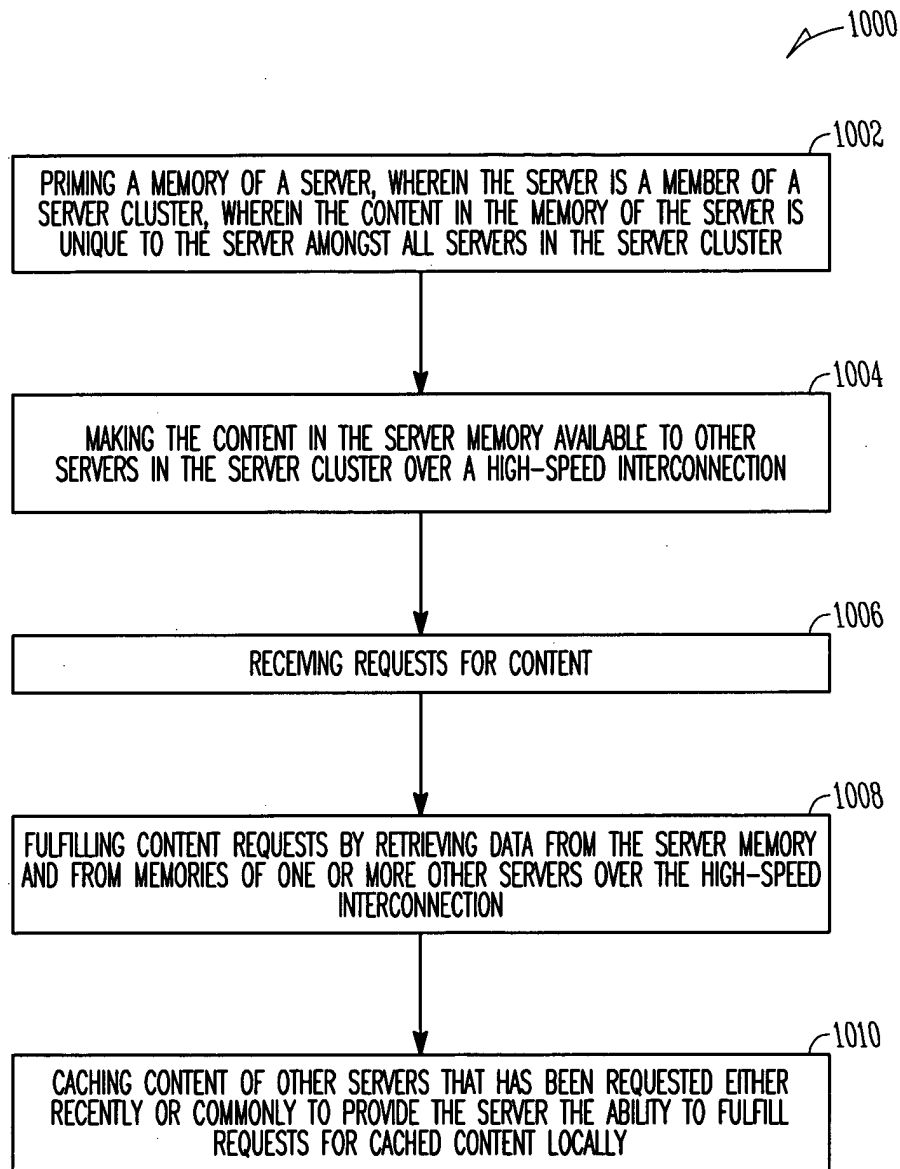 1000
1002
PRIMING A MEMORY OF A SERVER, WHEREIN THE SERVER IS A MEMBER OF A
SERVER CLUSTER, WHEREIN THE CONTENT IN THE MEMORY OF THE SERVER IS
UNIQUE TO THE SERVER AMONGST ALL SERVERS IN THE SERVER CLUSTER
1004
MAKING THE CONTENT IN THE SERVER MEMORY AVAILABLE TO OTHER
SERVERS IN THE SERVER CLUSTER OVER A HIGH-SPEED INTERCONNECTION
1006
RECEIVING REQUESTS FOR CONTENT
1008
FULFILLING CONTENT REQUESTS BY RETRIEVING DATA FROM THE SERVER MEMORY
AND FROM MEMORIES OF ONE OR MORE OTHER SERVERS OVER THE HIGH-SPEED
INTERCONNECTION
1010
CACHING CONTENT OF OTHER SERVERS THAT HAS BEEN REQUESTED EITHER
RECENTLY OR COMMONLY TO PROVIDE THE SERVER THE ABILITY TO FULFILL
REQUESTS FOR CACHED CONTENT LOCALLY